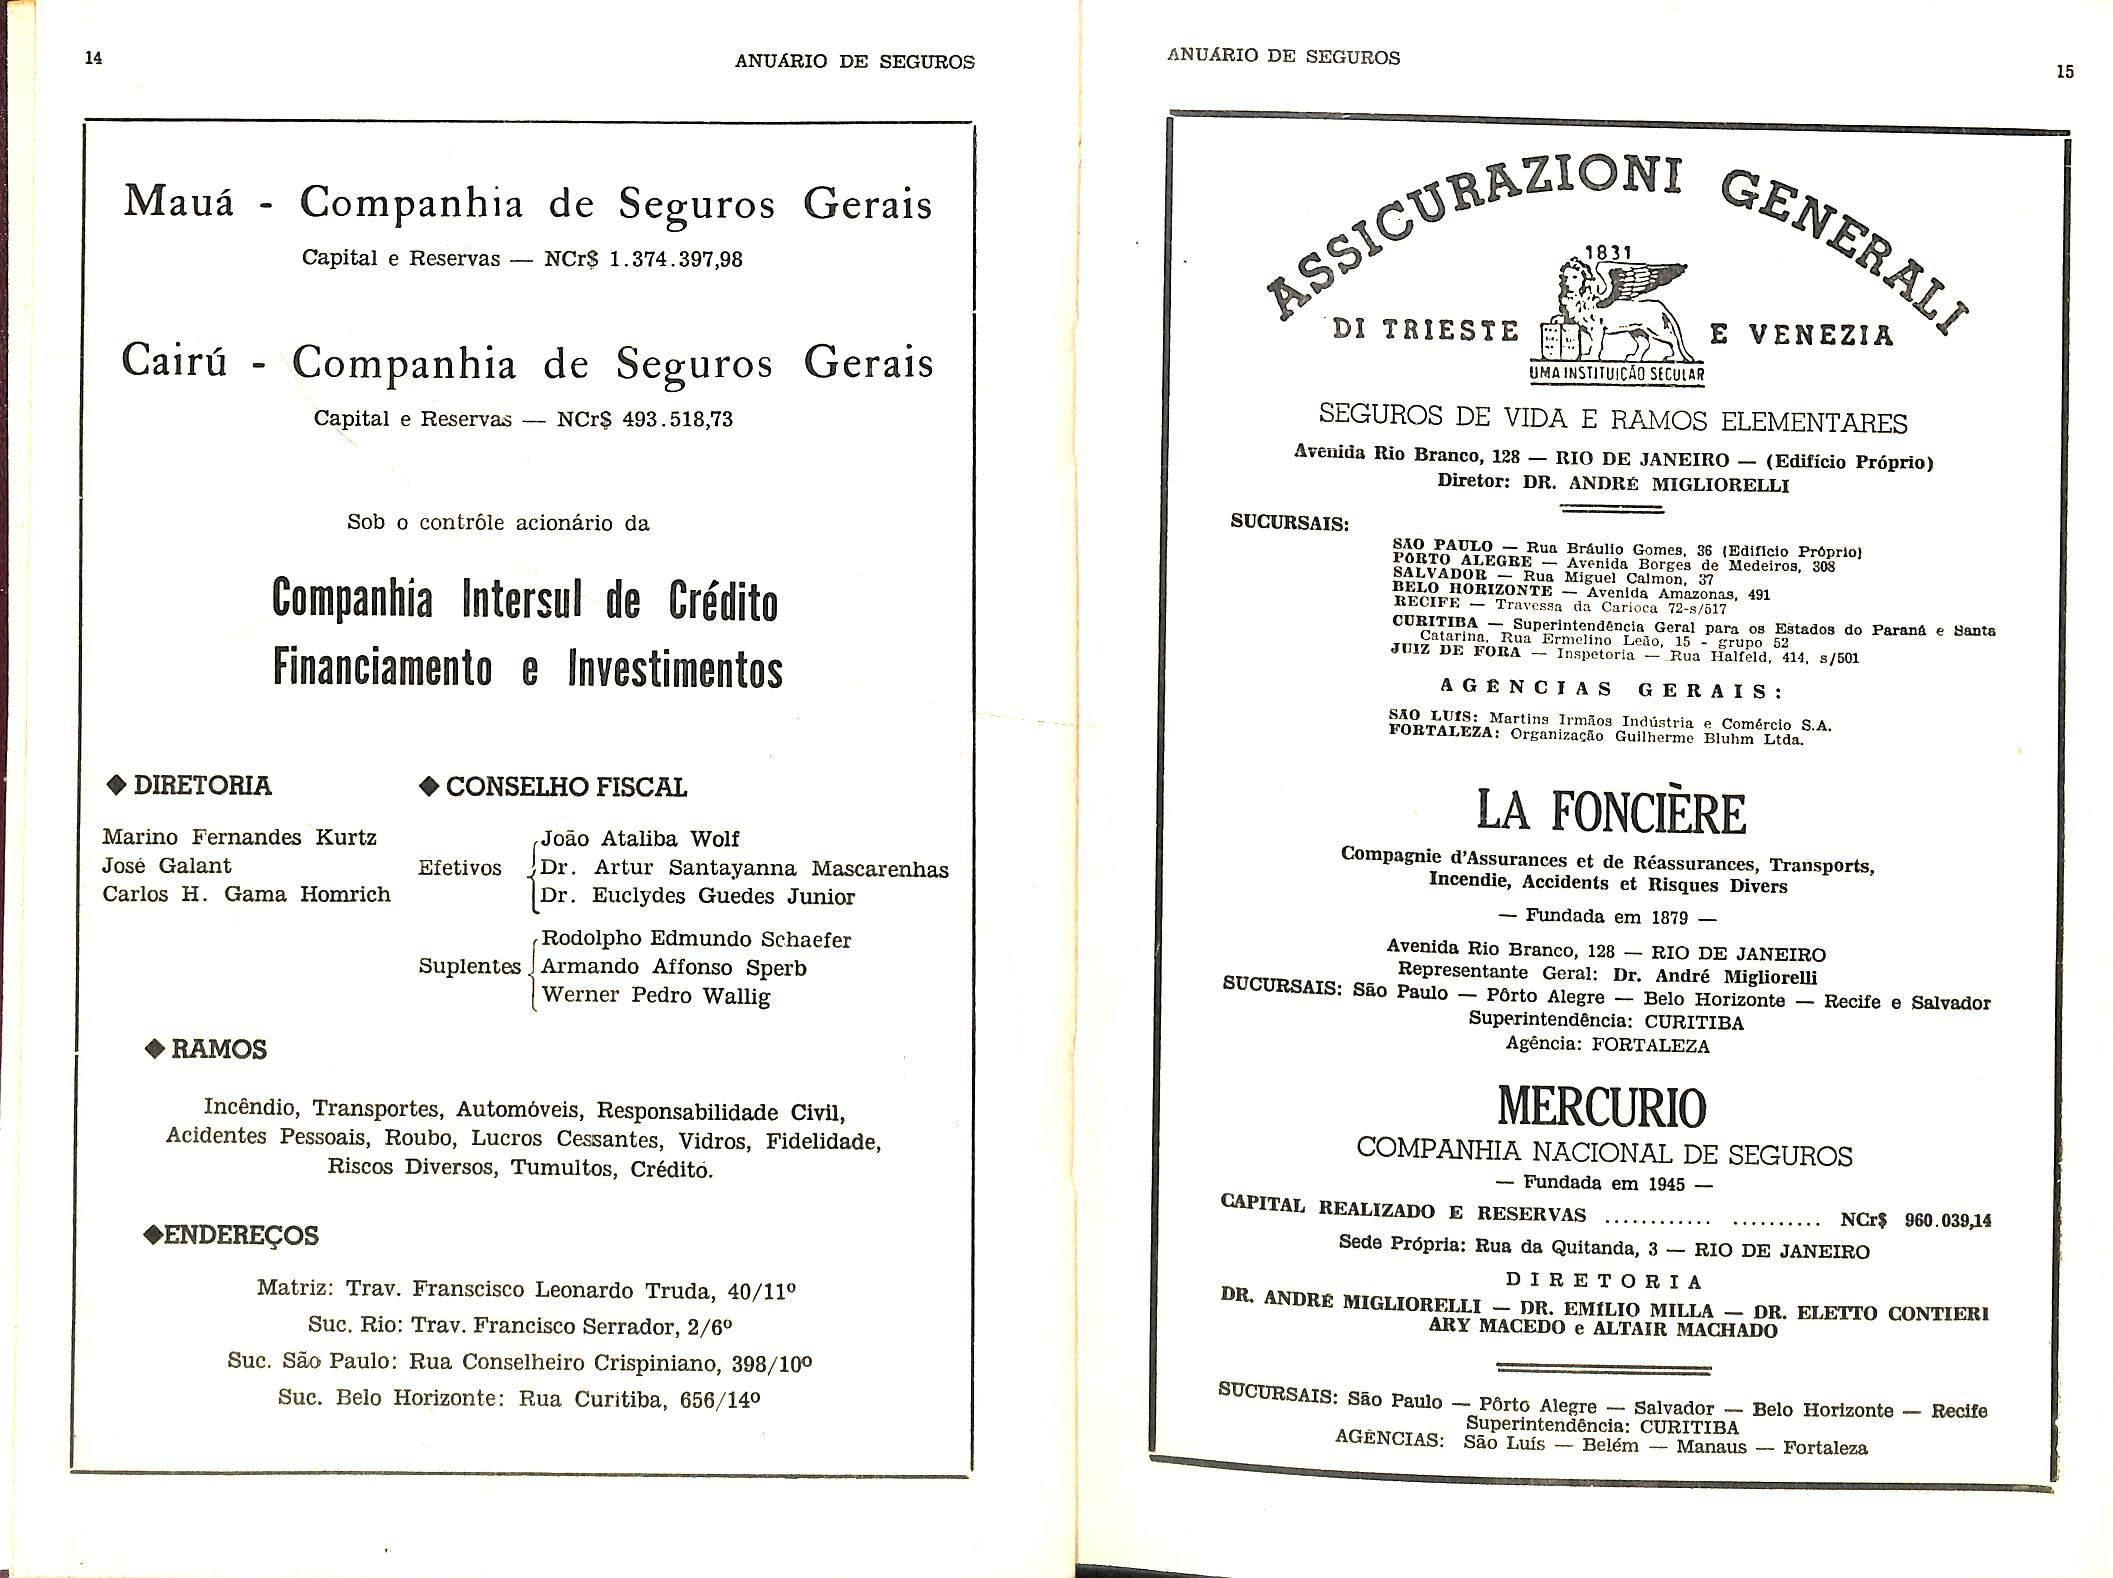 14
ANUÁRIO DE SEGUROS
Mauá - Companhia de Seguros Gerais
Capital e Reservas — NCr$ 1.374.397,98
Cairú - Companhia de Seguros Gerais
Capital e Reservas — NCr$ 493.518,73
Sob o contrôle acionário da
Companhia Intersul de Crédito
Financiamento e Investimentos
◆ DIRETORIA
Marino Fernandes Kurtz
José Galant
Carlos H. Gama Homrich
◆ CONSELHO FISCAL
João Ataliba Wolf
Efetivos Dr. Artur Santayanna Mascarenhas
Dr. Euclydes Guedes Junior
Rodolpho Edmundo Schaefer
Suplentes Armando Affonso Sperb
Werner Pedro Wallig
◆ RAMOS
Incêndio, Transportes, Automóveis, Responsabilidade Civil,
Acidentes Pessoais, Roubo, Lucros Cessantes, Vidros, Fidelidade,
Riscos Diversos, Tumultos, Crédito.
◆ENDEREÇOS
Matriz: Trav. Franscisco Leonardo Truda, 40/11º
Suc. Rio: Trav. Francisco Serrador, 2/6º
Suc. São Paulo: Rua Conselheiro Crispiniano, 398/10º
Suc. Belo Horizonte: Rua Curitiba, 656/14º
ANUÁRIO DE SEGUROS
15
ASSICURAZIONI GENERALI
1831
DI TRIESTE E VENEZIA
UMA INSTITUIÇÃO SECULAR
SEGUROS DE VIDA E RAMOS ELEMENTARES
Avenida Rio Branco, 128 — RIO DE JANEIRO — (Edifício Próprio)
Diretor: DR. ANDRÉ MIGLIORELLI
SUCURSAIS:
SÃO PAULO — Rua Bráulio Gomes, 36 (Edifício Próprio)
PÔRTO ALEGRE — Avenida Borges de Medeiros, 308
SALVADOR — Rua Miguel Calmon, 37
BELO HORIZONTE — Avenida Amazonas, 491
RECIFE — Travessa da Carioca 72-s/517
CURITIBA — Superintendência Geral para os Estados do Paraná e Santa
Catarina, Rua Ermelino Leão, 15 - grupo 52
JUIZ DE FORA — Inspetoria — Rua Halfeld, 414, s/501
AGÊNCIAS GERAIS:
SÃO LUÍS: Martins Irmãos Indústria e Comércio S.A.
FORTALEZA: Organização Guilherme Bluhm Ltda.
LA FONCIÈRE
Compagnie d'Assurances et de Réassurances, Transports,
Incendie, Accidents et Risques Divers
— Fundada em 1879 —
Avenida Rio Branco, 128 — RIO DE JANEIRO
Representante Geral: Dr. André Migliorelli
SUCURSAIS: São Paulo — Pôrto Alegre — Belo Horizonte — Recife e Salvador
Superintendência: CURITIBA
Agência: FORTALEZA
MERCURIO
COMPANHIA NACIONAL DE SEGUROS
— Fundada em 1945 —
CAPITAL REALIZADO E RESERVAS ............ .......... NCr$ 960.039,14
Sede Própria: Rua da Quitanda, 3 — RIO DE JANEIRO
DIRETORIA
DR. ANDRÉ MIGLIORELLI — DR. EMÍLIO MILLA — DR. ELETTO CONTIERI
ARY MACEDO e ALTAIR MACHADO
SUCURSAIS: São Paulo — Pôrto Alegre — Salvador — Belo Horizonte — Recife
Superintendência: CURITIBA
AGÊNCIAS: São Luís — Belém — Manaus — Fortaleza